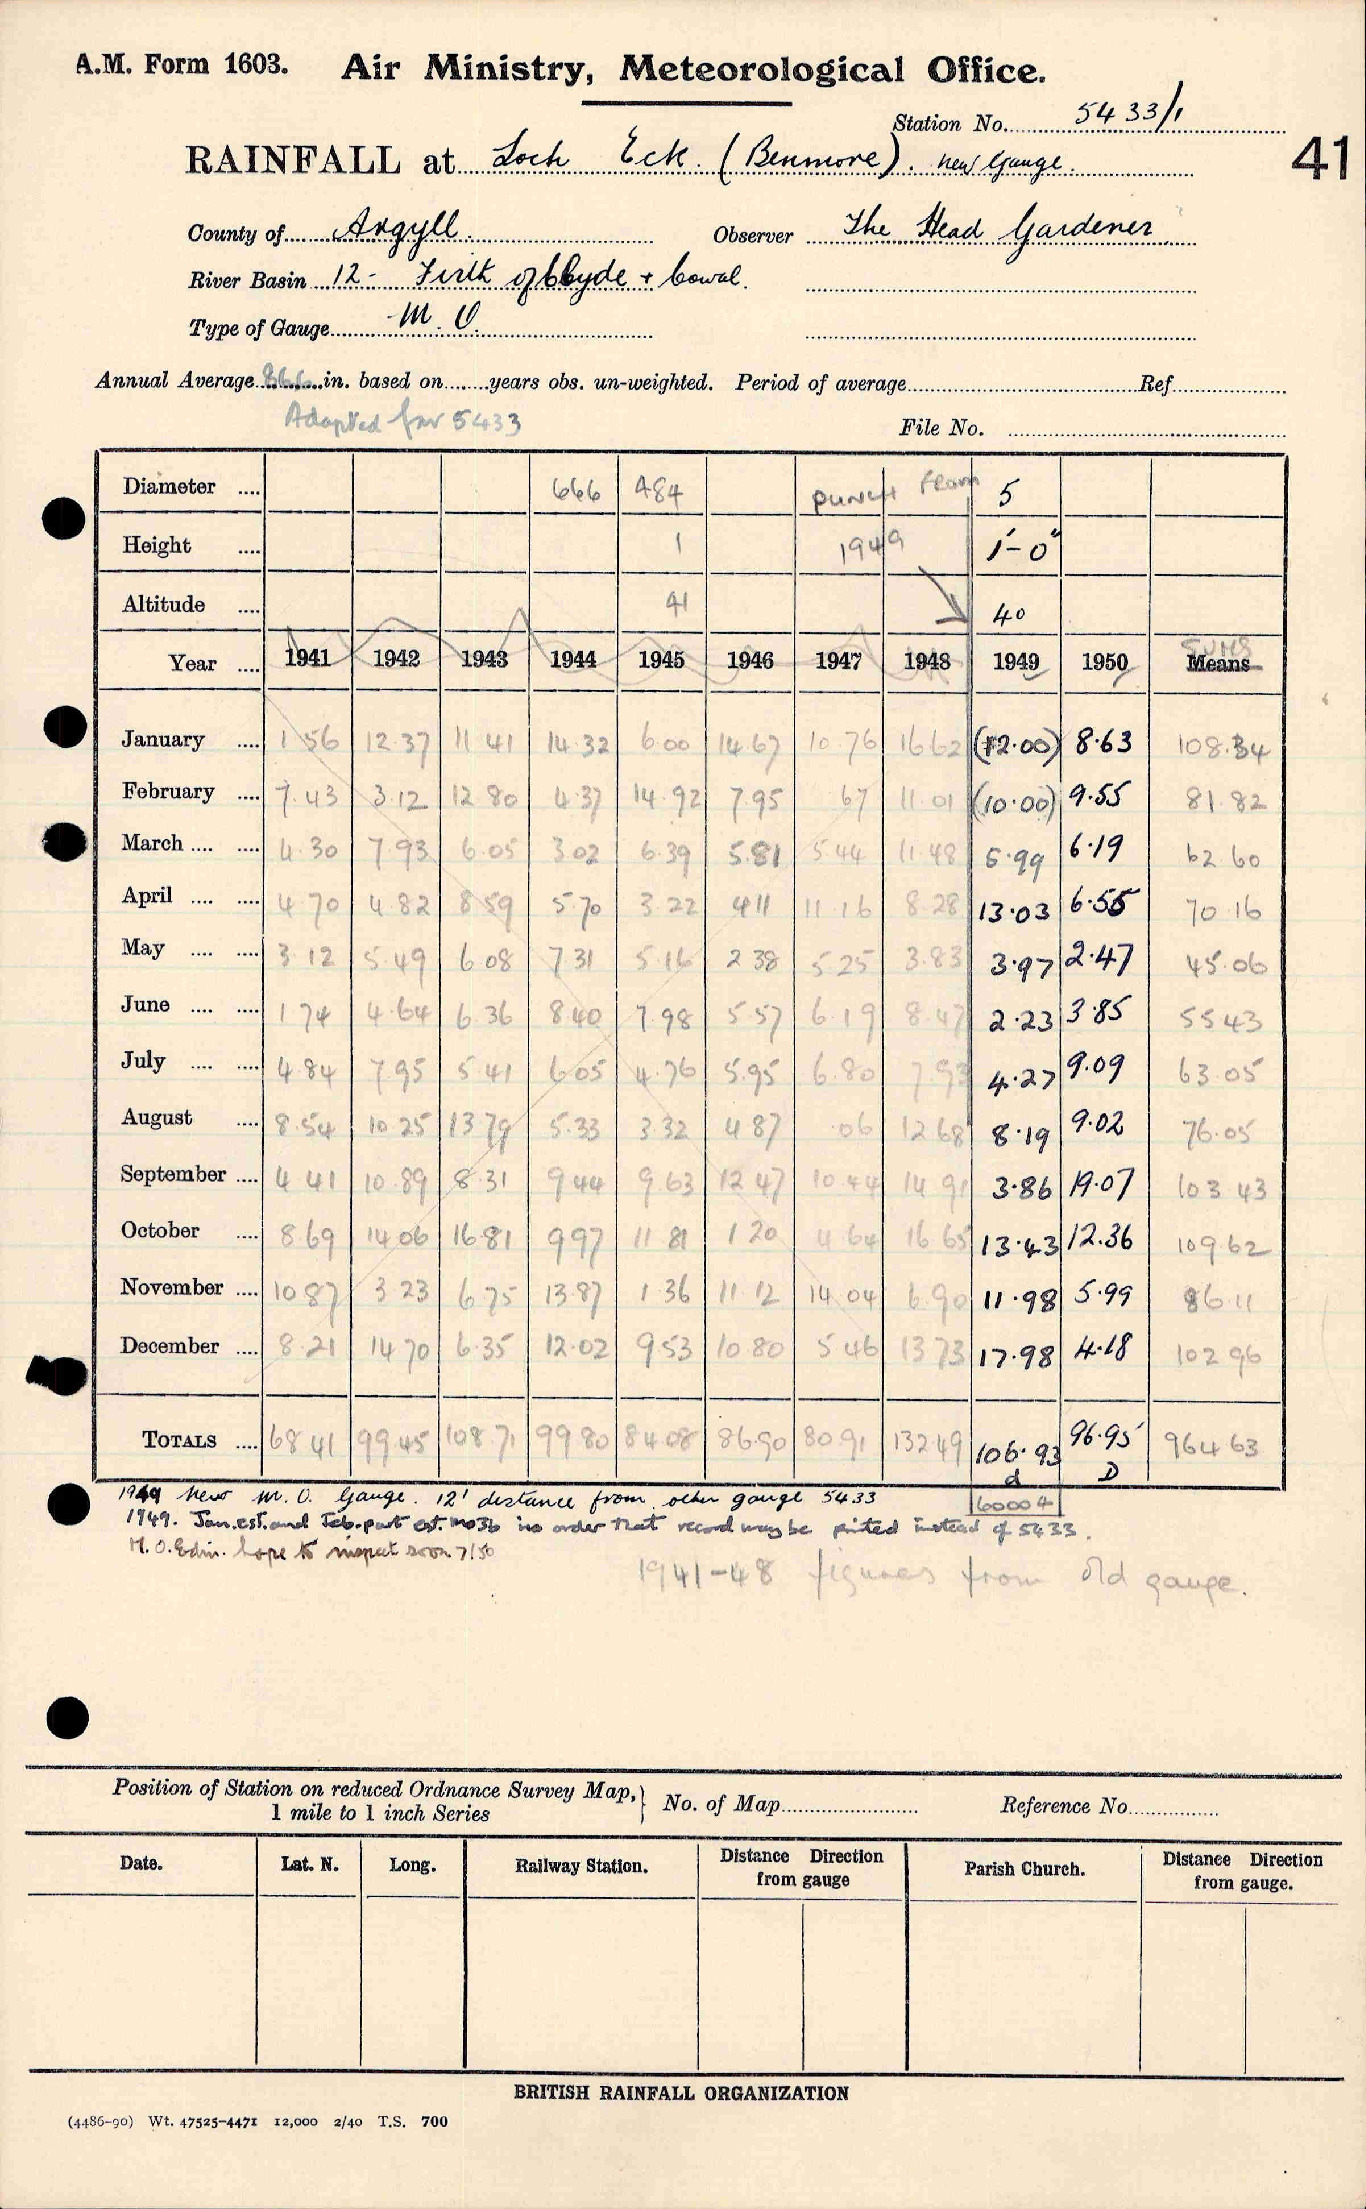 A.M. Form 1603. Air Ministry, Meteorological Office.
Station No. 5433/1
RAINFALL at Loch Eck. (Benmore). new Gauge.
41
County of Argyll Observer The Head Gardener
River Basin 12 - Firth of Clyde + Cowal.
Type of Gauge M.O.
Annual Average 86.6 in. based on years obs. un-weighted. Period of average Ref
Adopted for 5433
File No.
Diameter 666 484 PUNCH FROM 5
Height 1 1949 1'-0"
Altitude 41 40
Year 1941 1942 1943 1944 1945 1946 1947 1948 1949 1950 Means SUMS
January 1 56 12.37 11 41 14.32 6.00 14 67 10.76 16 62 (12.00) 8.63 108.34
February 7.43 3.12 12 80 4.37 14.92 7.95 67 11.01 (10.00) 9.55 81.82
March 4.30 7.93 6.05 3.02 6.39 5.81 5.44 11.48 5.99 6.19 62 60
April 4.70 4.82 8 59 5.70 3.22 4 11 11 16 8.28 13.03 6.55 70 16
May 3 12 5.49 6 08 7 31 5.16 2 38 5.25 3.83 3.97 2.47 45.06
June 1 74 4.64 6.36 8.40 7.98 5.57 6.19 8.47 2.23 3.85 55 43
July 4.84 7.95 5.41 6.05 4.76 5.95 6.80 7.93 4.27 9.09 63.05
August 8.54 10 25 13 79 5.33 3.32 4 87 .06 12 68 8.19 9.02 76.05
September 4 41 10.89 8.31 9 44 9.63 12 47 10.44 14 91 3.86 19.07 103 43
October 8.69 14 06 16.81 9 97 11 81 1 20 4.64 16 65 13.43 12.36 109.62
November 10 87 3 23 6.75 13.87 1.36 11.12 14 04 6.90 11.98 5.99 86.11
December 8.21 14 70 6.35 12.02 9 53 10 80 5 46 13 73 17.98 4.18 102 96
TOTALS 68 41 99 45 108.71 99 80 84 08 86.90 80.91 132.49 106.93 96.95 964 63
d D
1949 New M.O. Gauge. 12' distance from other gauge 5433
60004
1949. Jan. est. and Feb. part est. in order that record may be printed instead of 5433.
M.O. Edin. hope to inspect soon 7/50
1941-48 figures from old gauge.
Position of Station on reduced Ordnance Survey Map, 1 mile to 1 inch Series No. of Map Reference No.
Date. Lat. N. Long. Railway Station. Distance Direction from gauge Parish Church. Distance Direction from gauge.
BRITISH RAINFALL ORGANIZATION
(4486-90) Wt. 47525-4471 12,000 2/40 T.S. 700